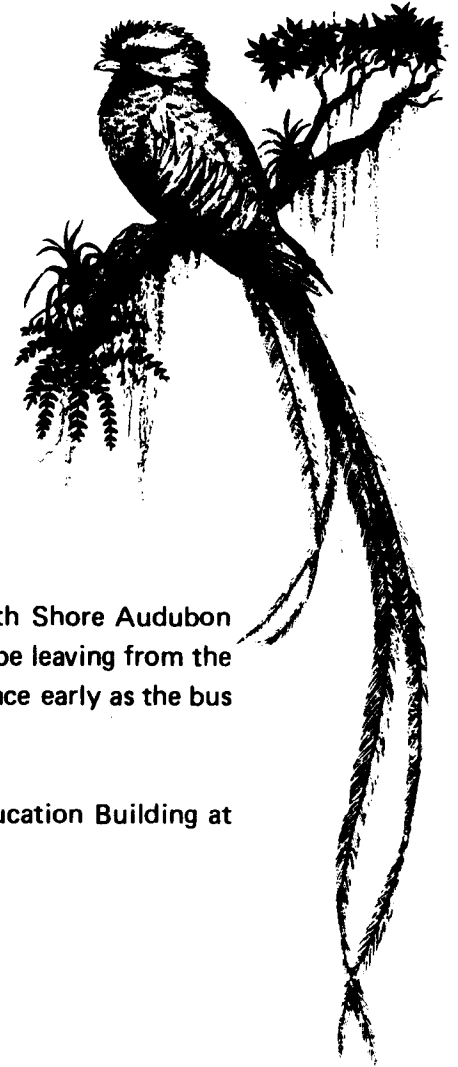 th Shore Audubon
be leaving from the
ace early as the bus
ucation Building at